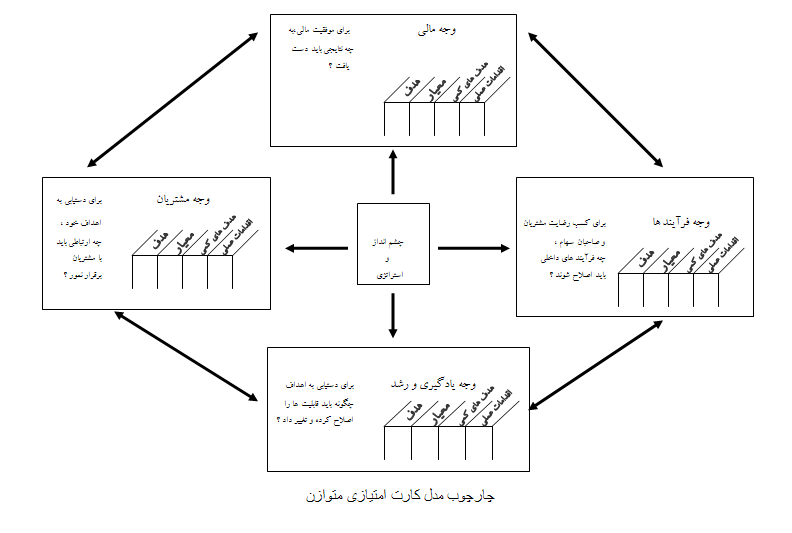 وجه مالی
برای موفقیت مالی،به
چه نتایجی باید دست
یافت ؟
هدف
معیار
هدف های کمی
اقدامات عملی
وجه مشتریان
برای دستیابی به
اهداف خود ،
چه ارتباطی باید
با مشتریان
برقرار نمور ؟
هدف
معیار
هدف های کمی
اقدامات عملی
چشم انداز
و
استراتژی
وجه فرآیند ها
برای کسب رضایت مشتریان
و صاحبان سهام ،
چه فرآیند های داخلی
باید اصلاح شوند ؟
هدف
معیار
هدف های کمی
اقدامات عملی
وجه یادگیری و رشد
برای دستیابی به اهداف
چگونه باید قابلیت ها را
اصلاح کرده و تغییر داد ؟
هدف
معیار
هدف های کمی
اقدامات عملی
چارچوب مدل کارت امتیازی متوازن